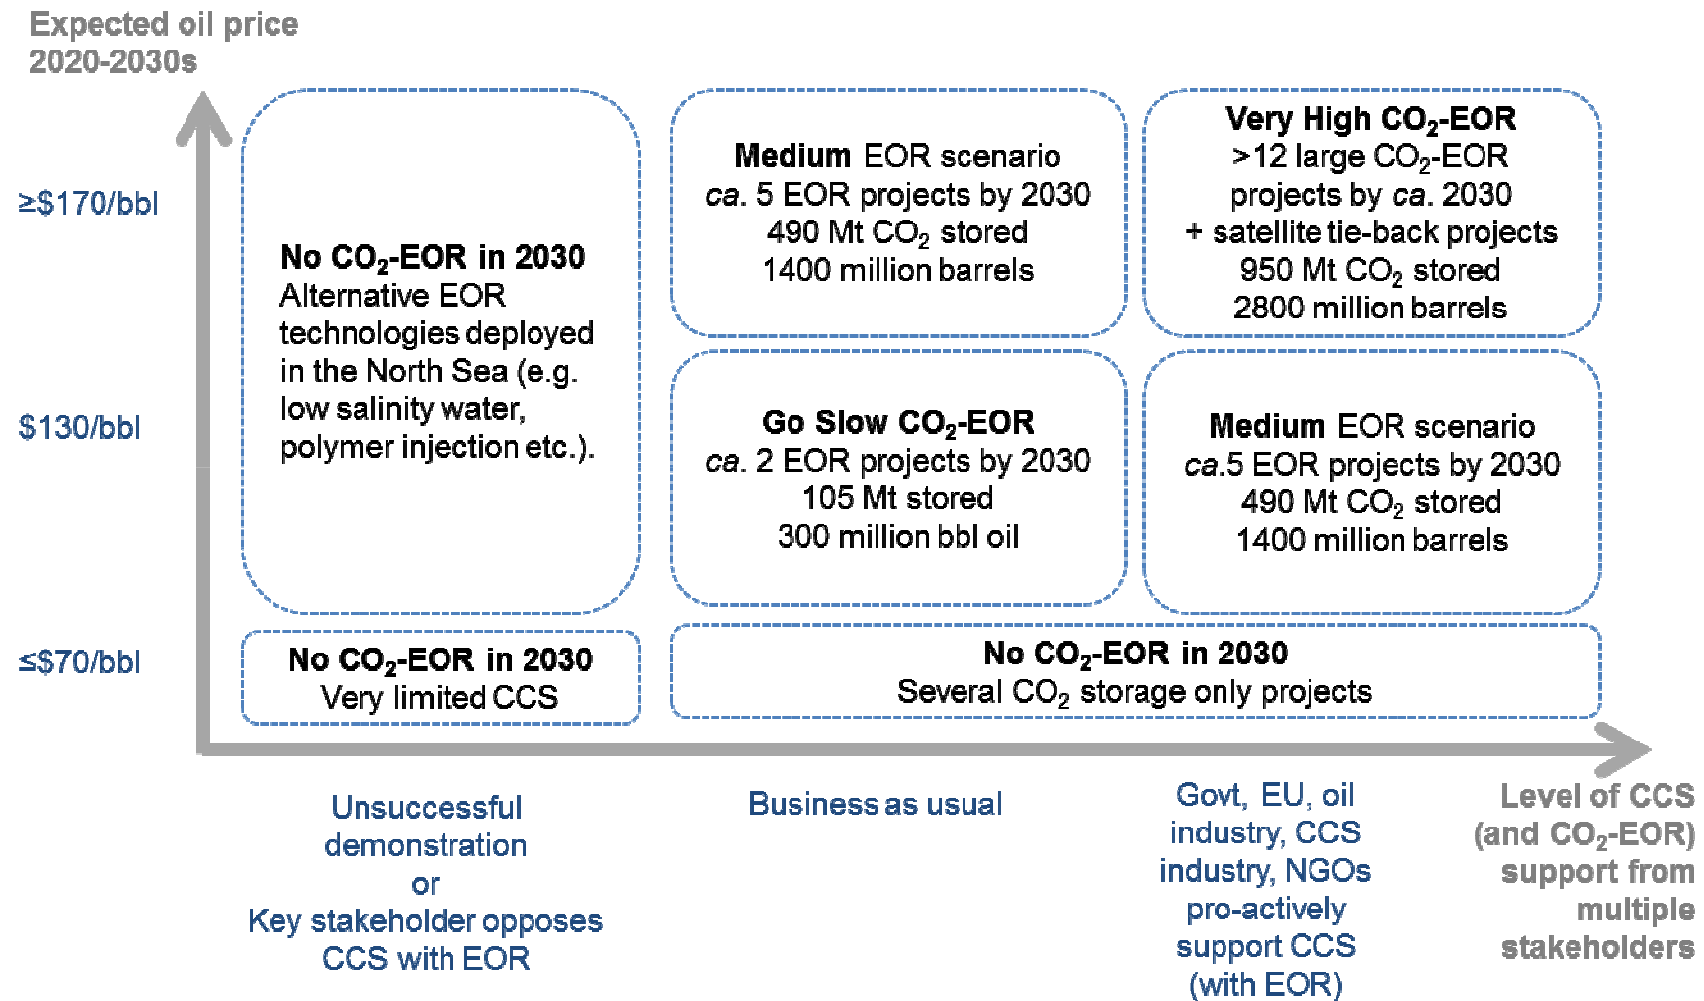 Expected oil price
2020-2030s
≥$170/bbl
$130/bbl
≤$70/bbl
No CO₂-EOR in 2030
Alternative EOR
technologies deployed
in the North Sea (e.g.
low salinity water,
polymer injection etc.).
Medium EOR scenario
ca. 5 EOR projects by 2030
490 Mt CO₂ stored
1400 million barrels
Very High CO₂-EOR
>12 large CO₂-EOR
projects by ca. 2030
+ satellite tie-back projects
950 Mt CO₂ stored
2800 million barrels
Go Slow CO₂-EOR
ca. 2 EOR projects by 2030
105 Mt stored
300 million bbl oil
Medium EOR scenario
ca.5 EOR projects by 2030
490 Mt CO₂ stored
1400 million barrels
No CO₂-EOR in 2030
Very limited CCS
No CO₂-EOR in 2030
Several CO₂ storage only projects
Unsuccessful
demonstration
or
Key stakeholder opposes
CCS with EOR
Business as usual
Govt, EU, oil
industry, CCS
industry, NGOs
pro-actively
support CCS
(with EOR)
Level of CCS
(and CO₂-EOR)
support from
multiple
stakeholders